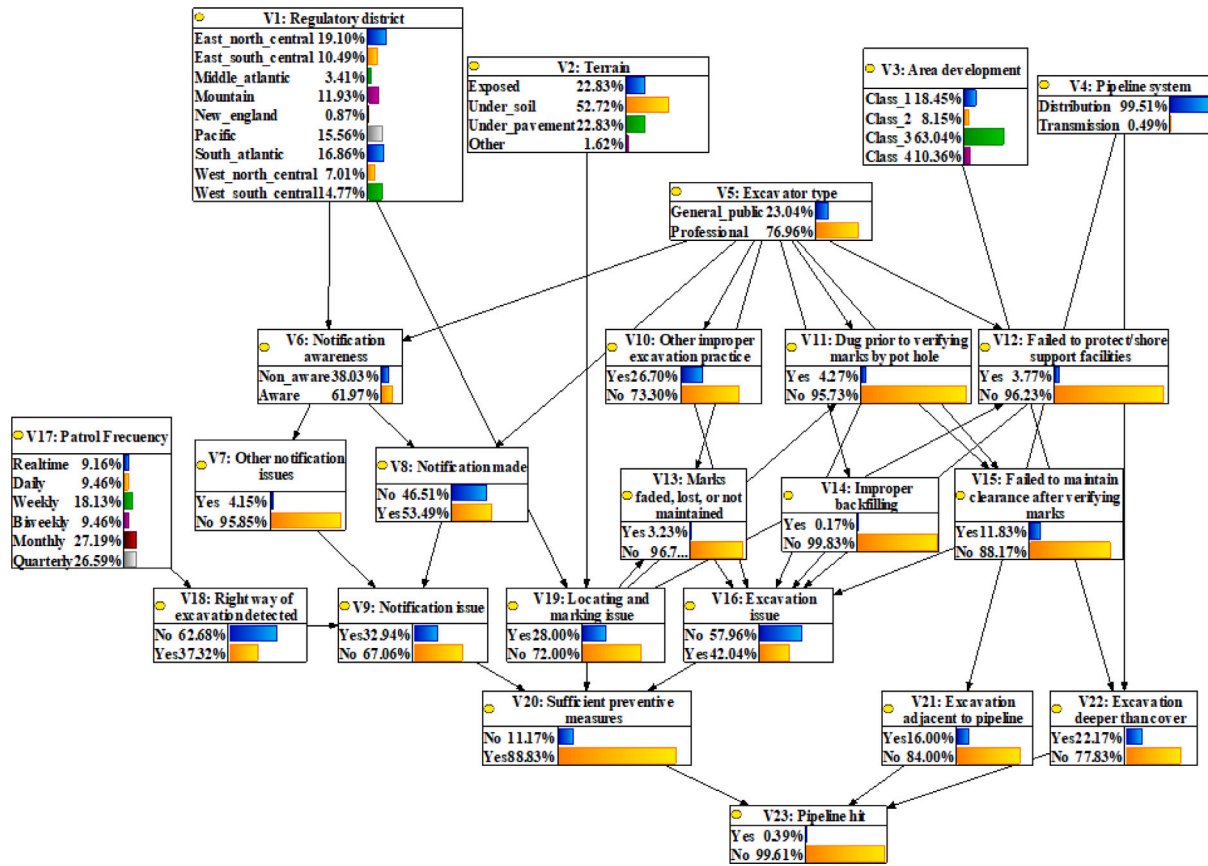 V1: Regulatory district
East_north_central 19.10%
East_south_central 10.49%
Middle_atlantic 3.41%
Mountain 11.93%
New_england 0.87%
Pacific 15.56%
South_atlantic 16.86%
West_north_central 7.01%
West_south_central 14.77%
V2: Terrain
Exposed 22.83%
Under_soil 52.72%
Under_pavement 22.83%
Other 1.62%
V3: Area development
Class_1 18.45%
Class_2 8.15%
Class_3 63.04%
Class_4 10.36%
V4: Pipeline system
Distribution 99.51%
Transmission 0.49%
V5: Excavator type
General_public 23.04%
Professional 76.96%
V6: Notification
awareness
Non_aware 38.03%
Aware 61.97%
V10: Other improper
excavation practice
Yes 26.70%
No 73.30%
V11: Dug prior to verifying
marks by pot hole
Yes 4.27%
No 95.73%
V12: Failed to protect/shore
support facilities
Yes 3.77%
No 96.23%
V17: Patrol Frecuency
Realtime 9.16%
Daily 9.46%
Weekly 18.13%
Biweekly 9.46%
Monthly 27.19%
Quarterly 26.59%
V7: Other notification
issues
Yes 4.15%
No 95.85%
V8: Notification made
No 46.51%
Yes 53.49%
V13: Marks
faded, lost, or not
maintained
Yes 3.23%
No 96.7...
V14: Improper
backfilling
Yes 0.17%
No 99.83%
V15: Failed to maintain
clearance after verifying
marks
Yes 11.83%
No 88.17%
V18: Right way of
excavation detected
No 62.68%
Yes 37.32%
V9: Notification issue
Yes 32.94%
No 67.06%
V19: Locating and
marking issue
Yes 28.00%
No 72.00%
V16: Excavation
issue
No 57.96%
Yes 42.04%
V20: Sufficient preventive
measures
No 11.17%
Yes 88.83%
V21: Excavation
adjacent to pipeline
Yes 16.00%
No 84.00%
V22: Excavation
deeper than cover
Yes 22.17%
No 77.83%
V23: Pipeline hit
Yes 0.39%
No 99.61%